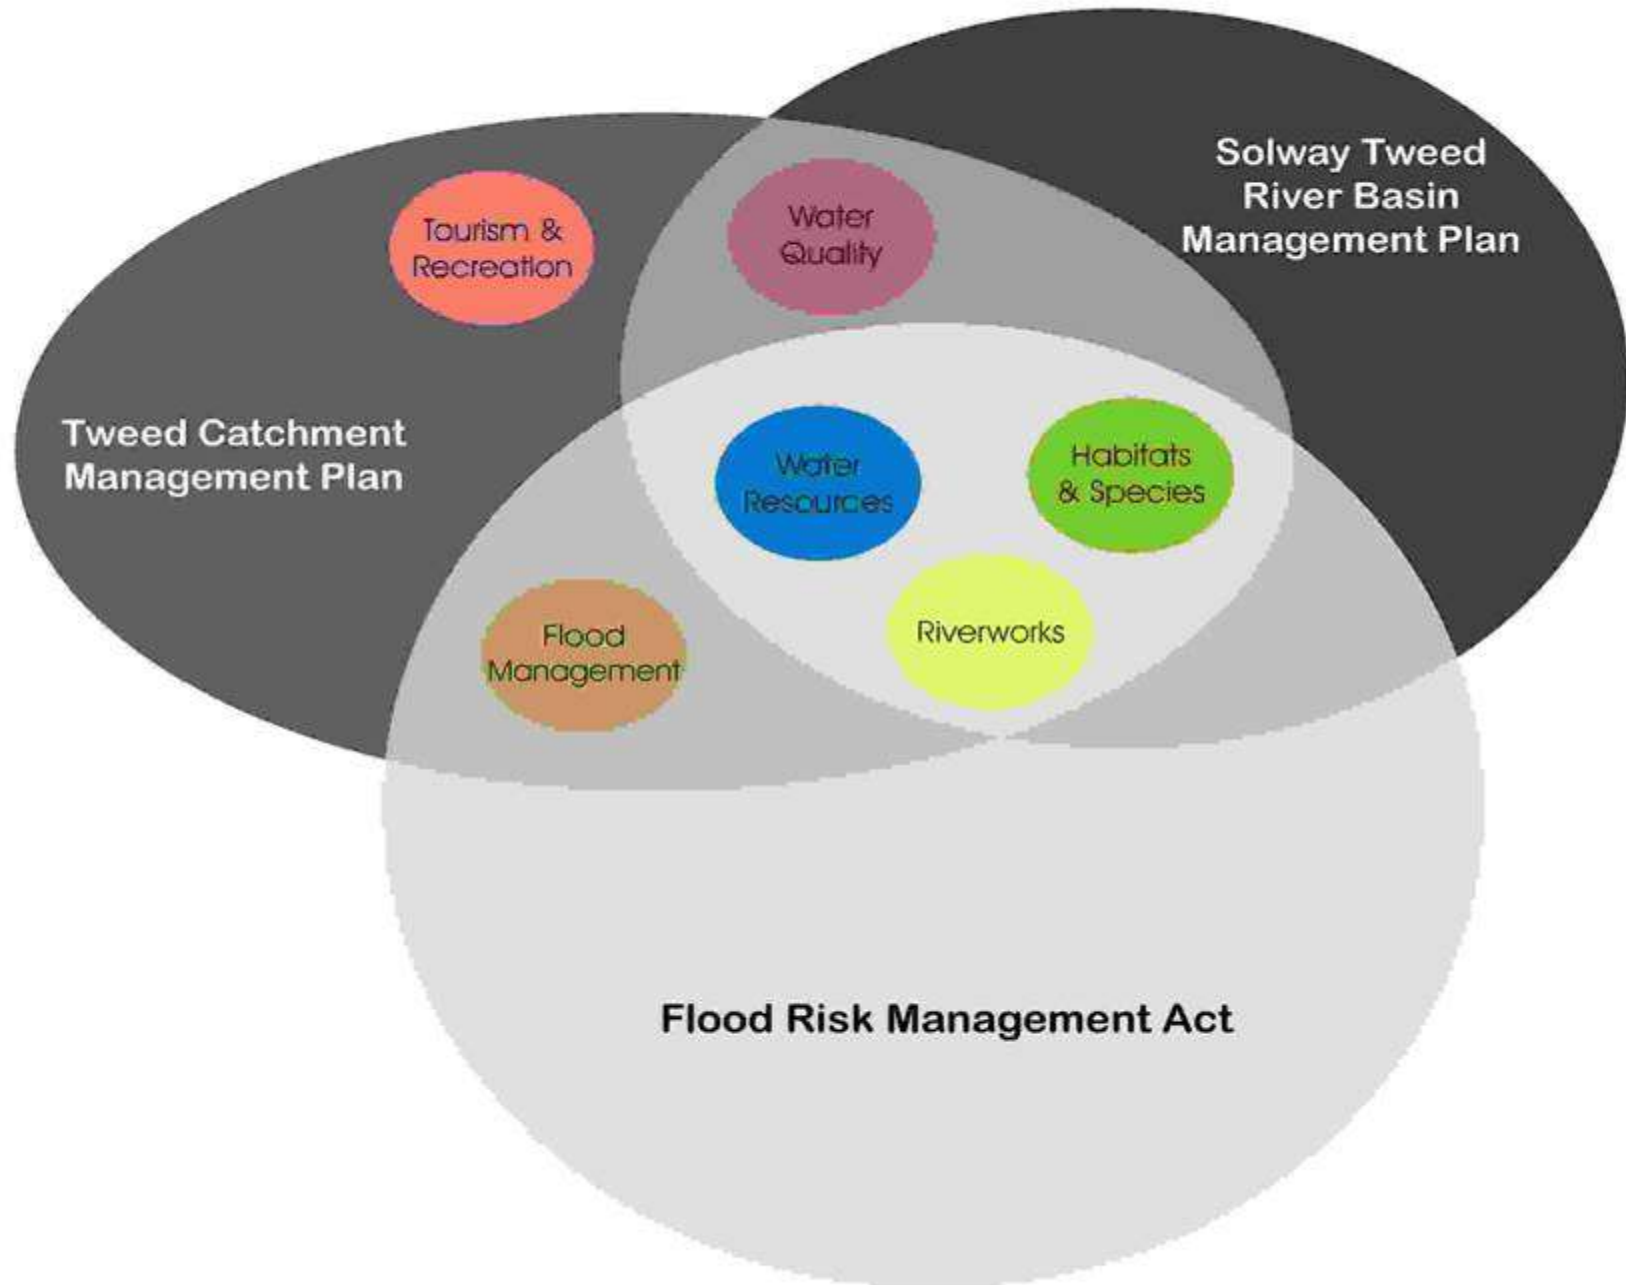 Solway Tweed
River Basin
Management Plan
Tourism &
Recreation
Water
Quality
Tweed Catchment
Management Plan
Water
Resources
Habitats
& Species
Flood
Management
Riverworks
Flood Risk Management Act